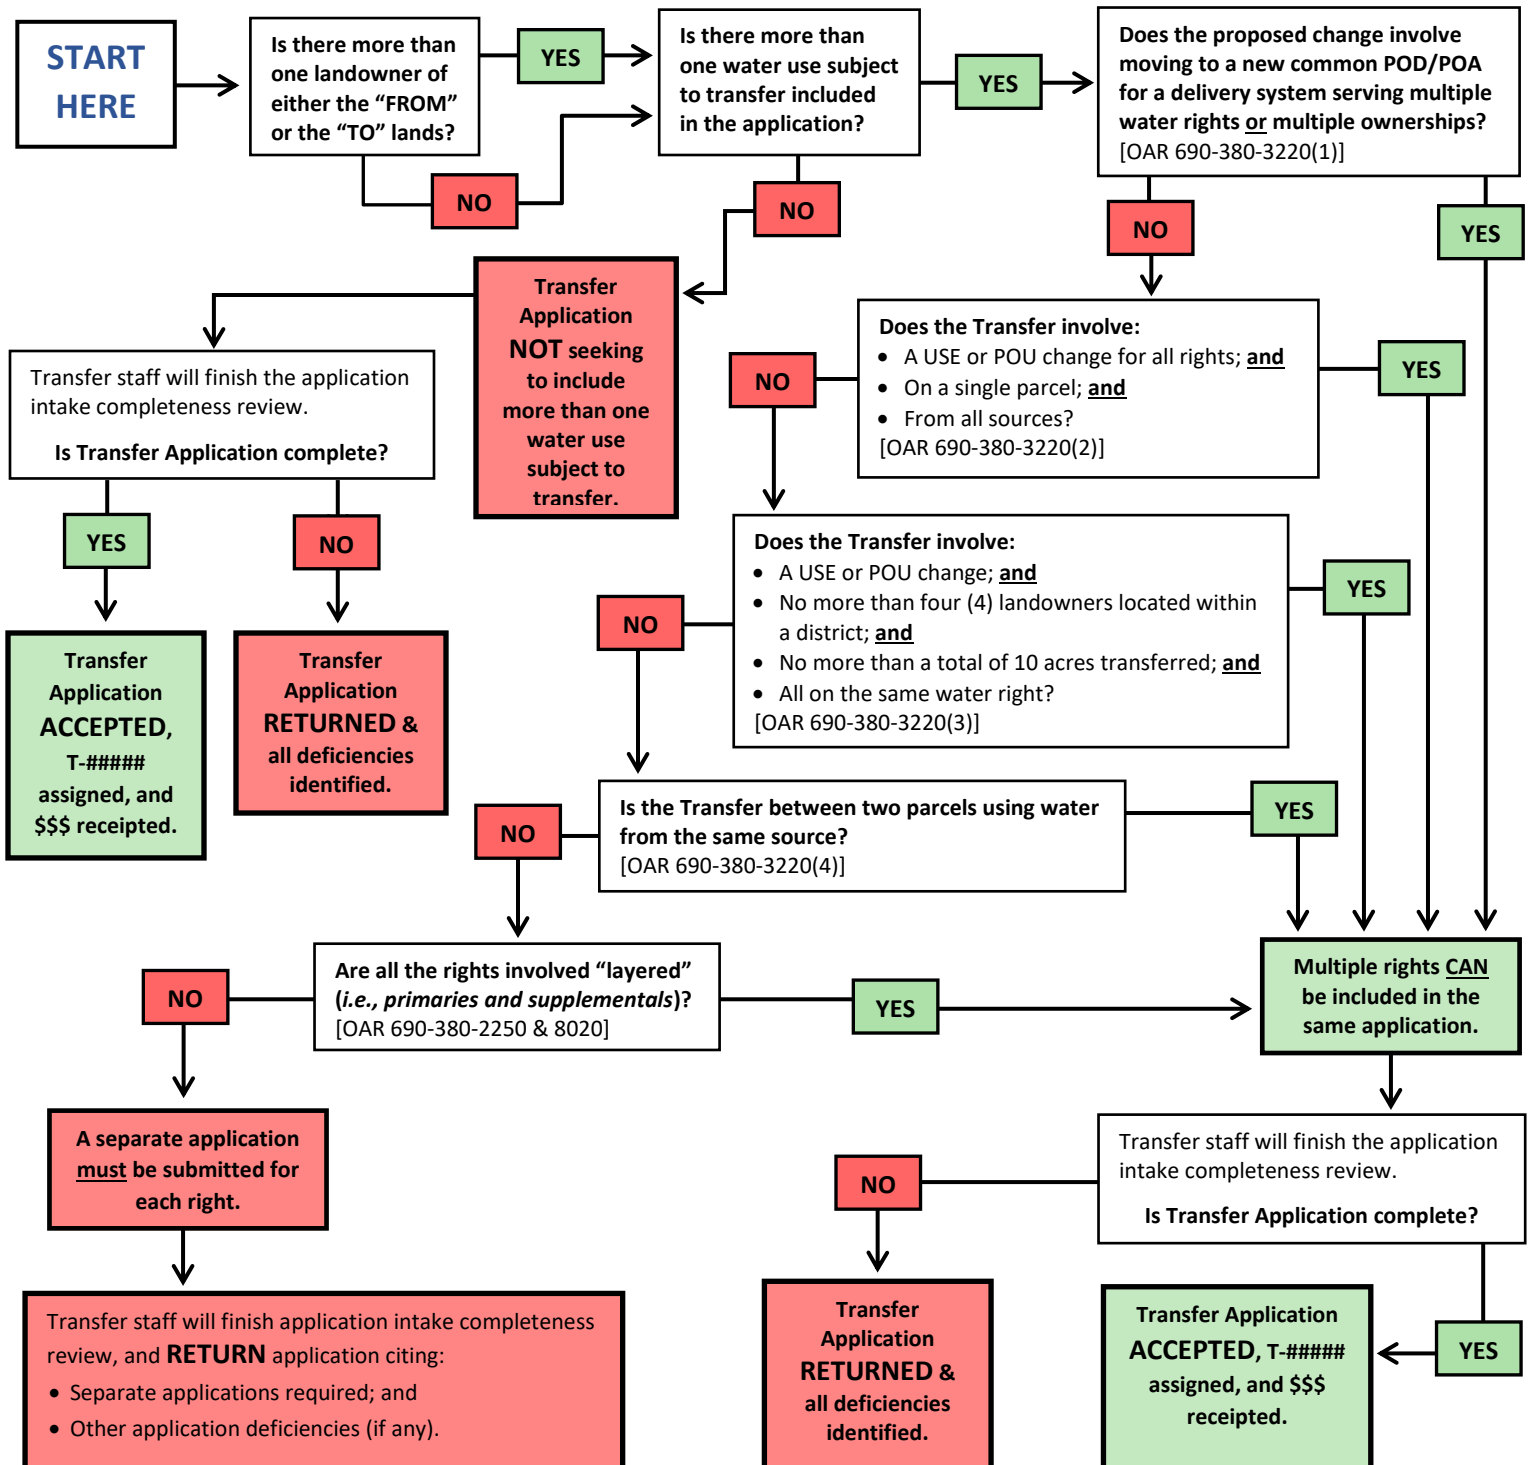 START
HERE
Is there more than
one landowner of
either the “FROM”
or the “TO” lands?
YES
NO
Is there more than
one water use subject
to transfer included
in the application?
YES
NO
Does the proposed change involve
moving to a new common POD/POA
for a delivery system serving multiple
water rights or multiple ownerships?
[OAR 690-380-3220(1)]
NO
YES
Transfer
Application
NOT seeking
to include
more than one
water use
subject to
transfer.
Transfer staff will finish the application
intake completeness review.
Is Transfer Application complete?
YES
NO
Transfer
Application
ACCEPTED,
T-#####
assigned, and
$$$ receipted.
Transfer
Application
RETURNED &
all deficiencies
identified.
Does the Transfer involve:
• A USE or POU change for all rights; and
• On a single parcel; and
• From all sources?
[OAR 690-380-3220(2)]
NO
YES
Does the Transfer involve:
• A USE or POU change; and
• No more than four (4) landowners located within
a district; and
• No more than a total of 10 acres transferred; and
• All on the same water right?
[OAR 690-380-3220(3)]
NO
YES
Is the Transfer between two parcels using water
from the same source?
[OAR 690-380-3220(4)]
NO
YES
Are all the rights involved “layered”
(i.e., primaries and supplementals)?
[OAR 690-380-2250 & 8020]
NO
YES
Multiple rights CAN
be included in the
same application.
A separate application
must be submitted for
each right.
Transfer staff will finish application intake completeness
review, and RETURN application citing:
• Separate applications required; and
• Other application deficiencies (if any).
Transfer staff will finish the application
intake completeness review.
Is Transfer Application complete?
NO
YES
Transfer
Application
RETURNED &
all deficiencies
identified.
Transfer Application
ACCEPTED, T-#####
assigned, and $$$
receipted.